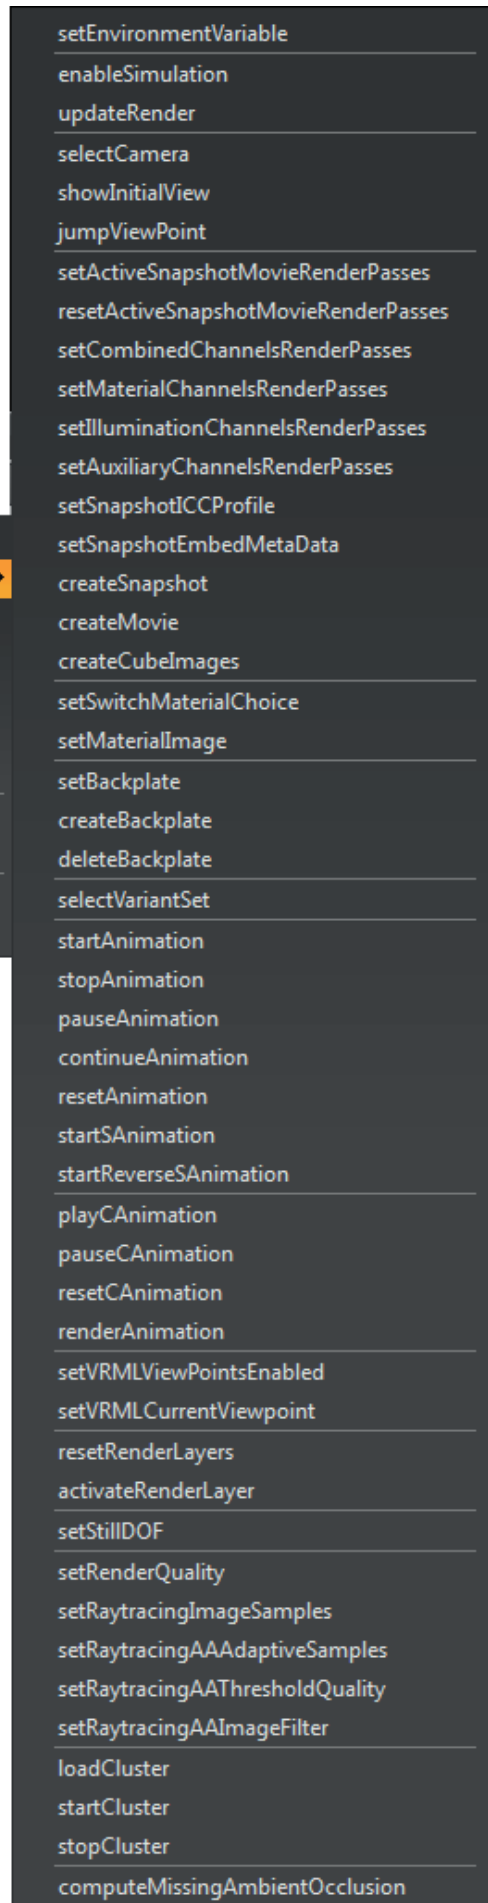 setEnvironmentVariable
enableSimulation
updateRender
selectCamera
showInitialView
jumpViewPoint
setActiveSnapshotMovieRenderPasses
resetActiveSnapshotMovieRenderPasses
setCombinedChannelsRenderPasses
setMaterialChannelsRenderPasses
setIlluminationChannelsRenderPasses
setAuxiliaryChannelsRenderPasses
setSnapshotICCProfile
setSnapshotEmbedMetaData
createSnapshot
createMovie
createCubeImages
setSwitchMaterialChoice
setMaterialImage
setBackplate
createBackplate
deleteBackplate
selectVariantSet
startAnimation
stopAnimation
pauseAnimation
continueAnimation
resetAnimation
startSAnimation
startReverseSAnimation
playCAnimation
pauseCAnimation
resetCAnimation
renderAnimation
setVRMLViewPointsEnabled
setVRMLCurrentViewpoint
resetRenderLayers
activateRenderLayer
setStillDOF
setRenderQuality
setRaytracingImageSamples
setRaytracingAAAdaptiveSamples
setRaytracingAAThresholdQuality
setRaytracingAAImageFilter
loadCluster
startCluster
stopCluster
computeMissingAmbientOcclusion